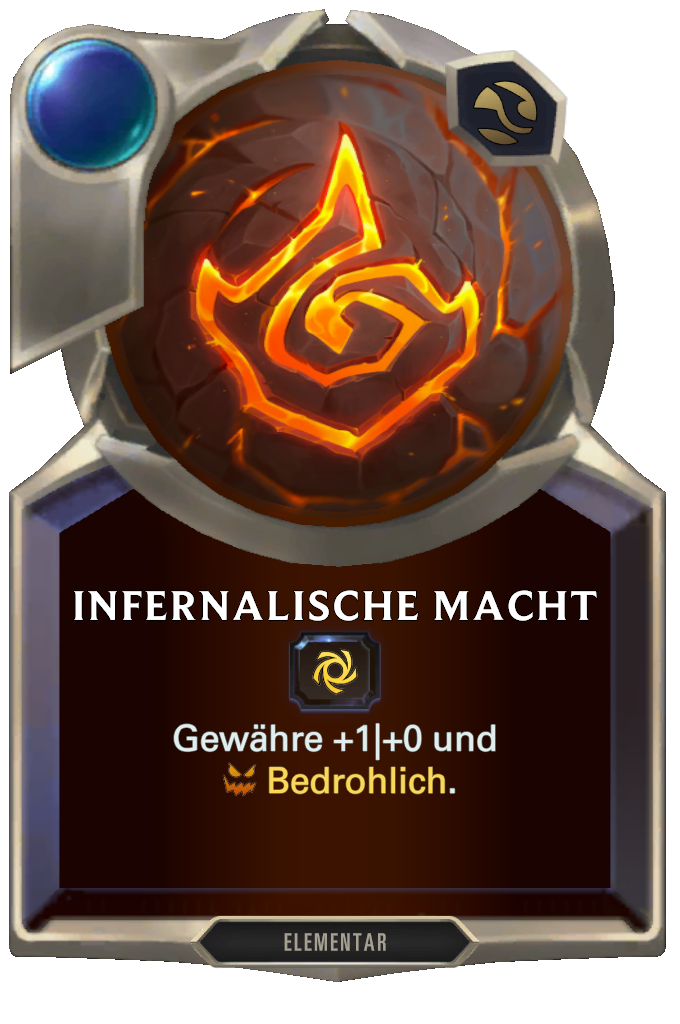 INFERNALISCHE MACHT
Gewähre +1|+0 und
Bedrohlich.
ELEMENTAR